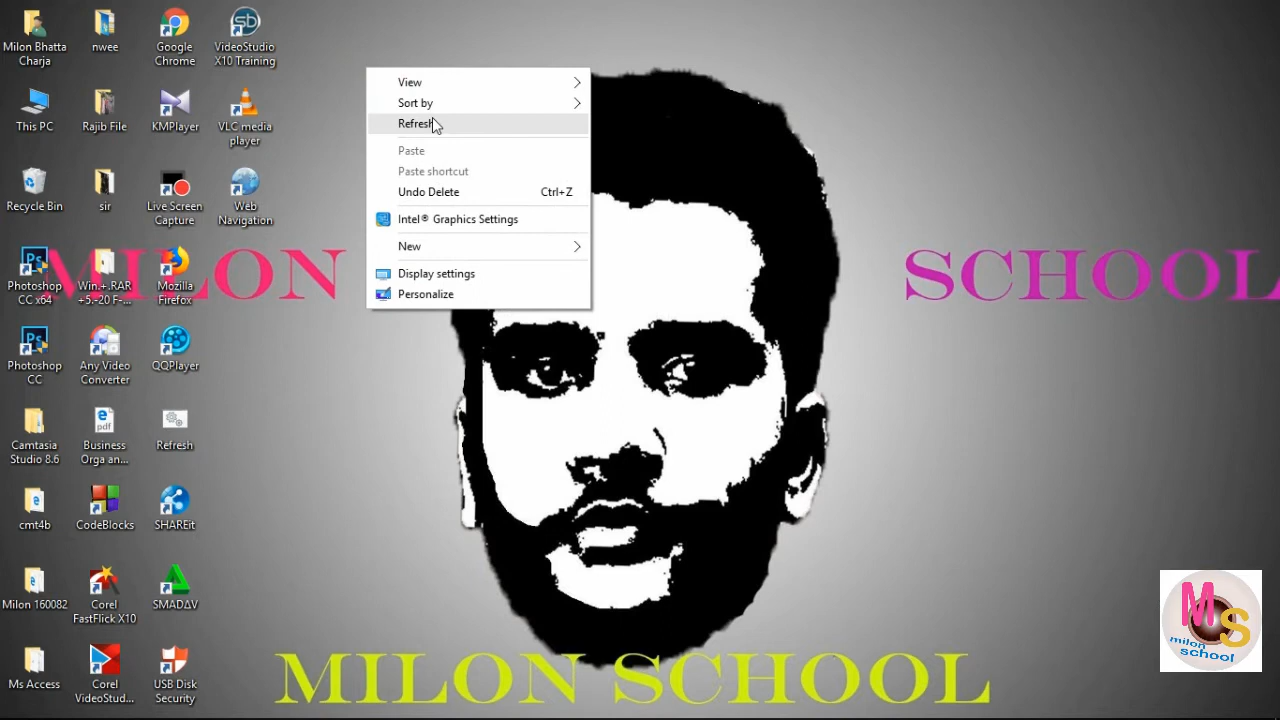 Milon Bhatta
Charja
nwee
Google
Chrome
VideoStudio
X10 Training
This PC
Rajib File
KMPlayer
VLC media
player
Recycle Bin
sir
Live Screen
Capture
Web
Navigation
Photoshop
CC x64
Win.+.RAR
+5.-20 F-...
Mozilla
Firefox
Photoshop
CC
Any Video
Converter
QQPlayer
Camtasia
Studio 8.6
Business
Orga an...
Refresh
cmt4b
CodeBlocks
SHAREit
Milon 160082
Corel
FastFlick X10
SMADAV
Ms Access
Corel
VideoStud...
USB Disk
Security
View
Sort by
Refresh
Paste
Paste shortcut
Undo Delete Ctrl+Z
Intel® Graphics Settings
New
Display settings
Personalize
MILON SCHOOL
MILON SCHOOL
MS
milon
school